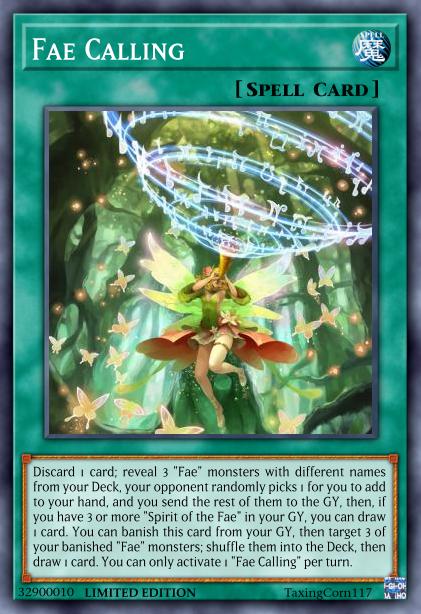 Fae Calling
SPELL
魔
[Spell Card]
Discard 1 card; reveal 3 "Fae" monsters with different names
from your Deck, your opponent randomly picks 1 for you to add
to your hand, and you send the rest of them to the GY, then, if
you have 3 or more "Spirit of the Fae" in your GY, you can draw
1 card. You can banish this card from your GY, then target 3 of
your banished "Fae" monsters; shuffle them into the Deck, then
draw 1 card. You can only activate 1 "Fae Calling" per turn.
32900010 LIMITED EDITION TaxingCorn117